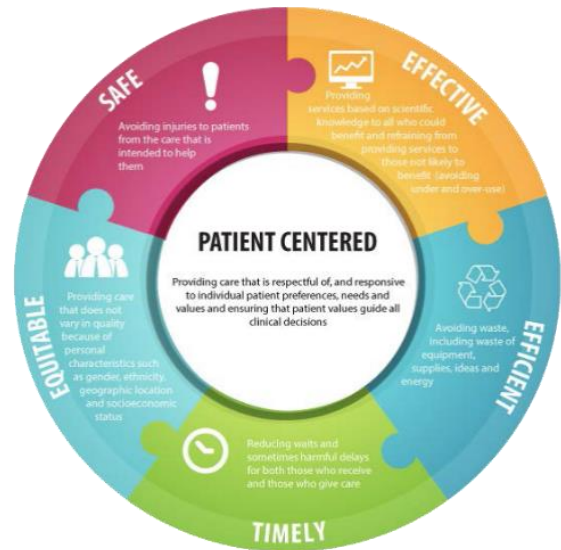 SAFE
Avoiding injuries to patients
from the care that is
intended to help
them
EFFECTIVE
Providing
services based on scientific
knowledge to all who could
benefit and refraining from
providing services to
those not likely to
benefit (avoiding
under and over-use)
PATIENT CENTERED
Providing care that is respectful of, and responsive
to individual patient preferences, needs and
values and ensuring that patient values guide all
clinical decisions
EQUITABLE
Providing care
that does not
vary in quality
because of
personal
characteristics such
as gender, ethnicity,
geographic location
and socioeconomic
status
EFFICIENT
Avoiding waste,
including waste of
equipment,
supplies, ideas and
energy
Reducing waits and
sometimes harmful delays
for both those who receive
and those who give care
TIMELY